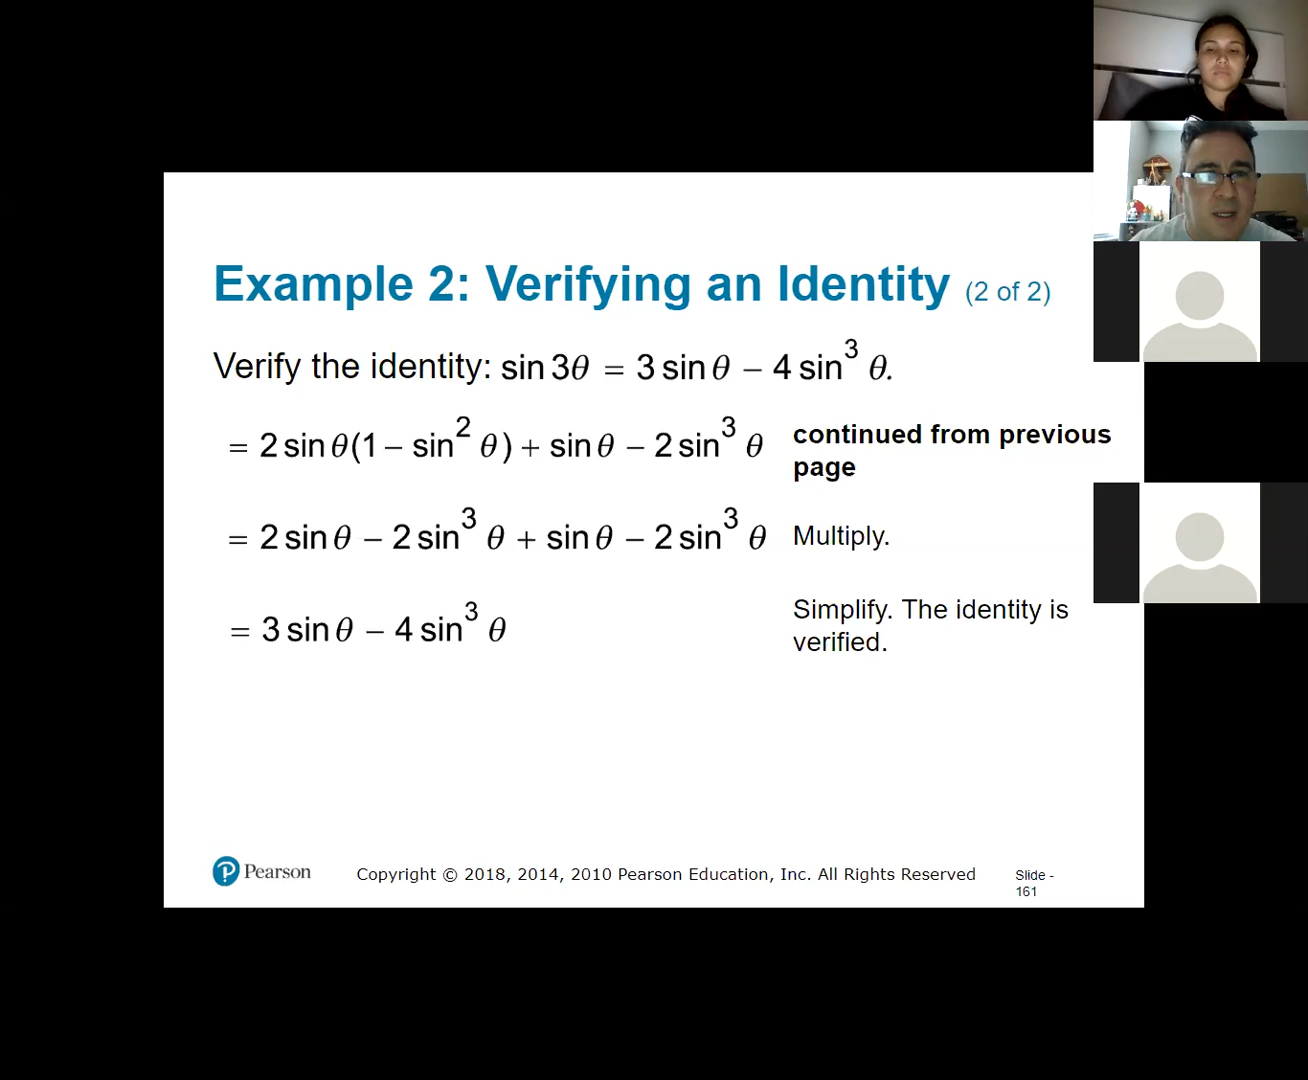 Example 2: Verifying an Identity (2 of 2)
Verify the identity: sin 3θ = 3 sin θ − 4 sin³ θ.
= 2 sin θ(1 − sin² θ) + sin θ − 2 sin³ θ continued from previous
page
= 2 sin θ − 2 sin³ θ + sin θ − 2 sin³ θ Multiply.
= 3 sin θ − 4 sin³ θ Simplify. The identity is
verified.
Pearson Copyright © 2018, 2014, 2010 Pearson Education, Inc. All Rights Reserved Slide -
161